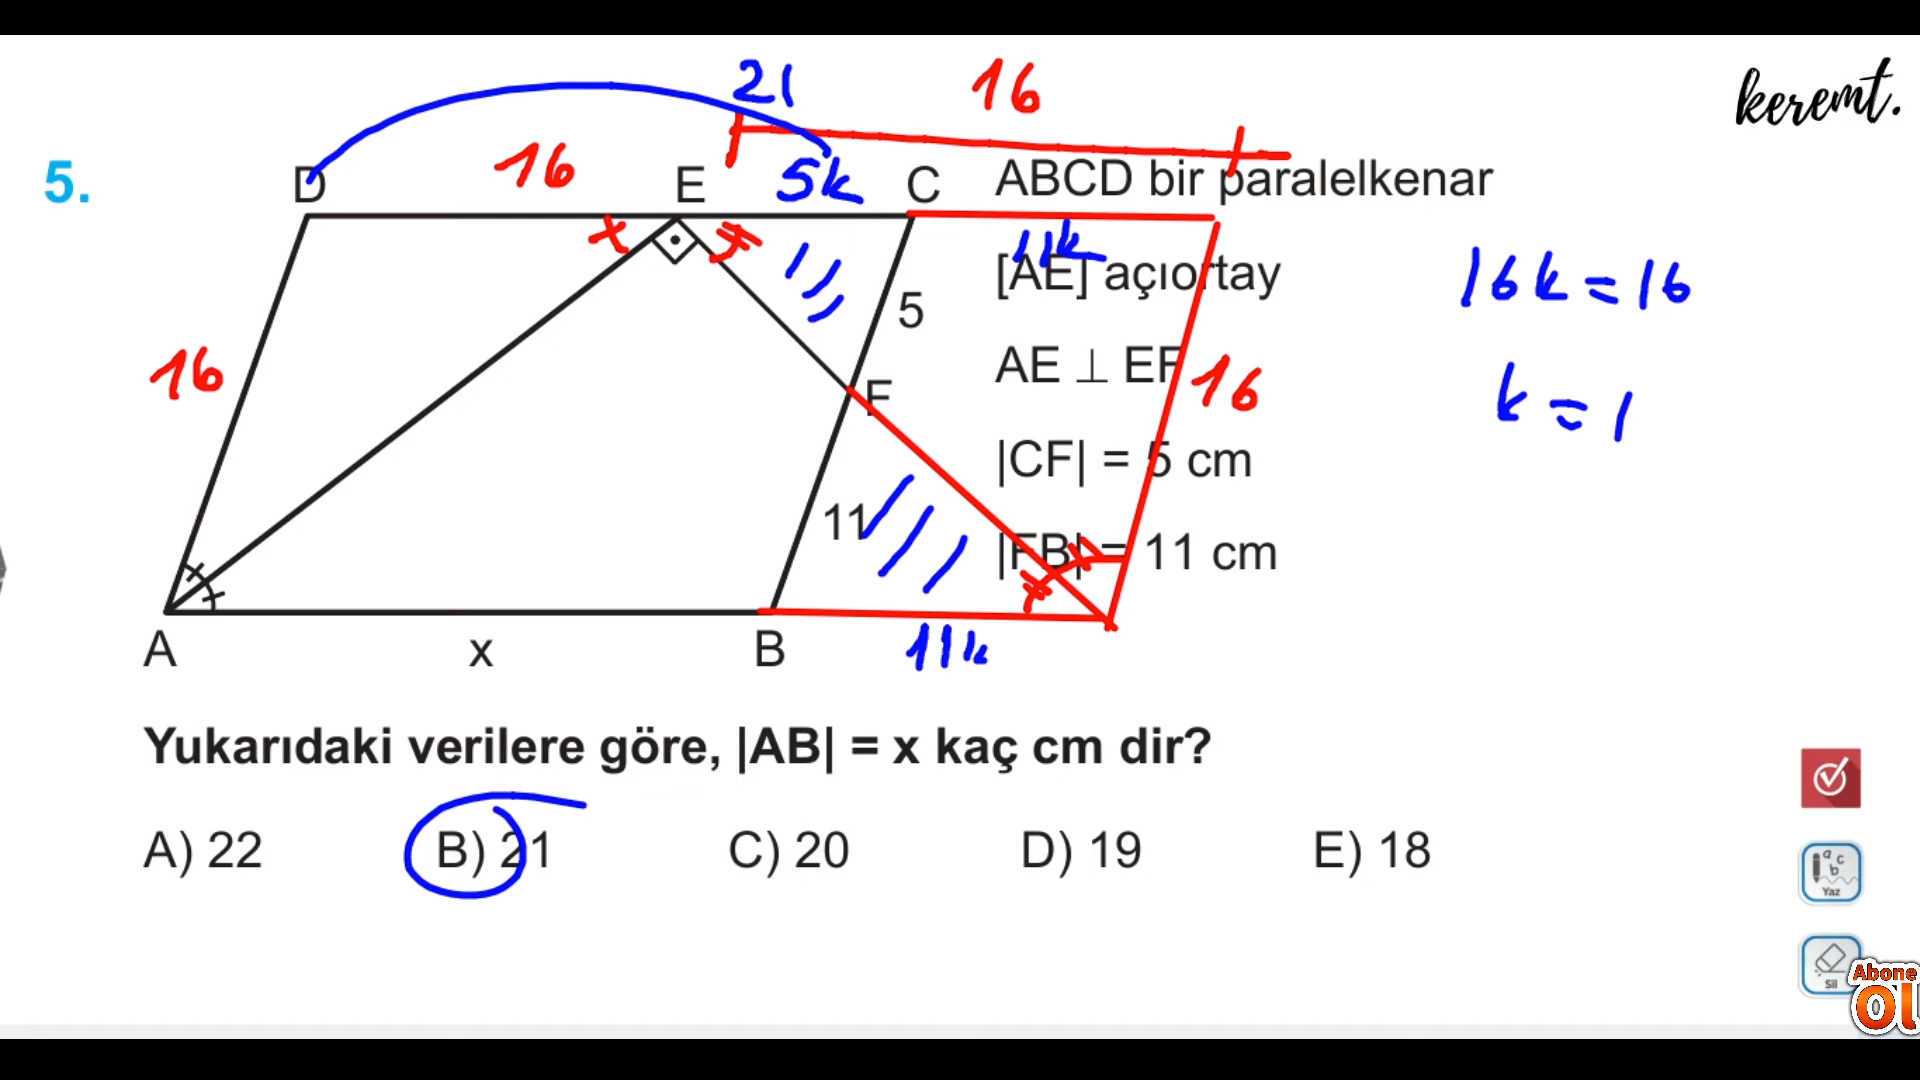 keremt.
21
16
5.
D
16
E
5k
C
ABCD bir paralelkenar
11k
[AE] açıortay
16k = 16
5
AE ⊥ EF
16
16
k = 1
F
|CF| = 5 cm
11
|FB| = 11 cm
A
x
B
11k
Yukarıdaki verilere göre, |AB| = x kaç cm dir?
A) 22 B) 21 C) 20 D) 19 E) 18
a b c
Yaz
Sil
Abone
Ol